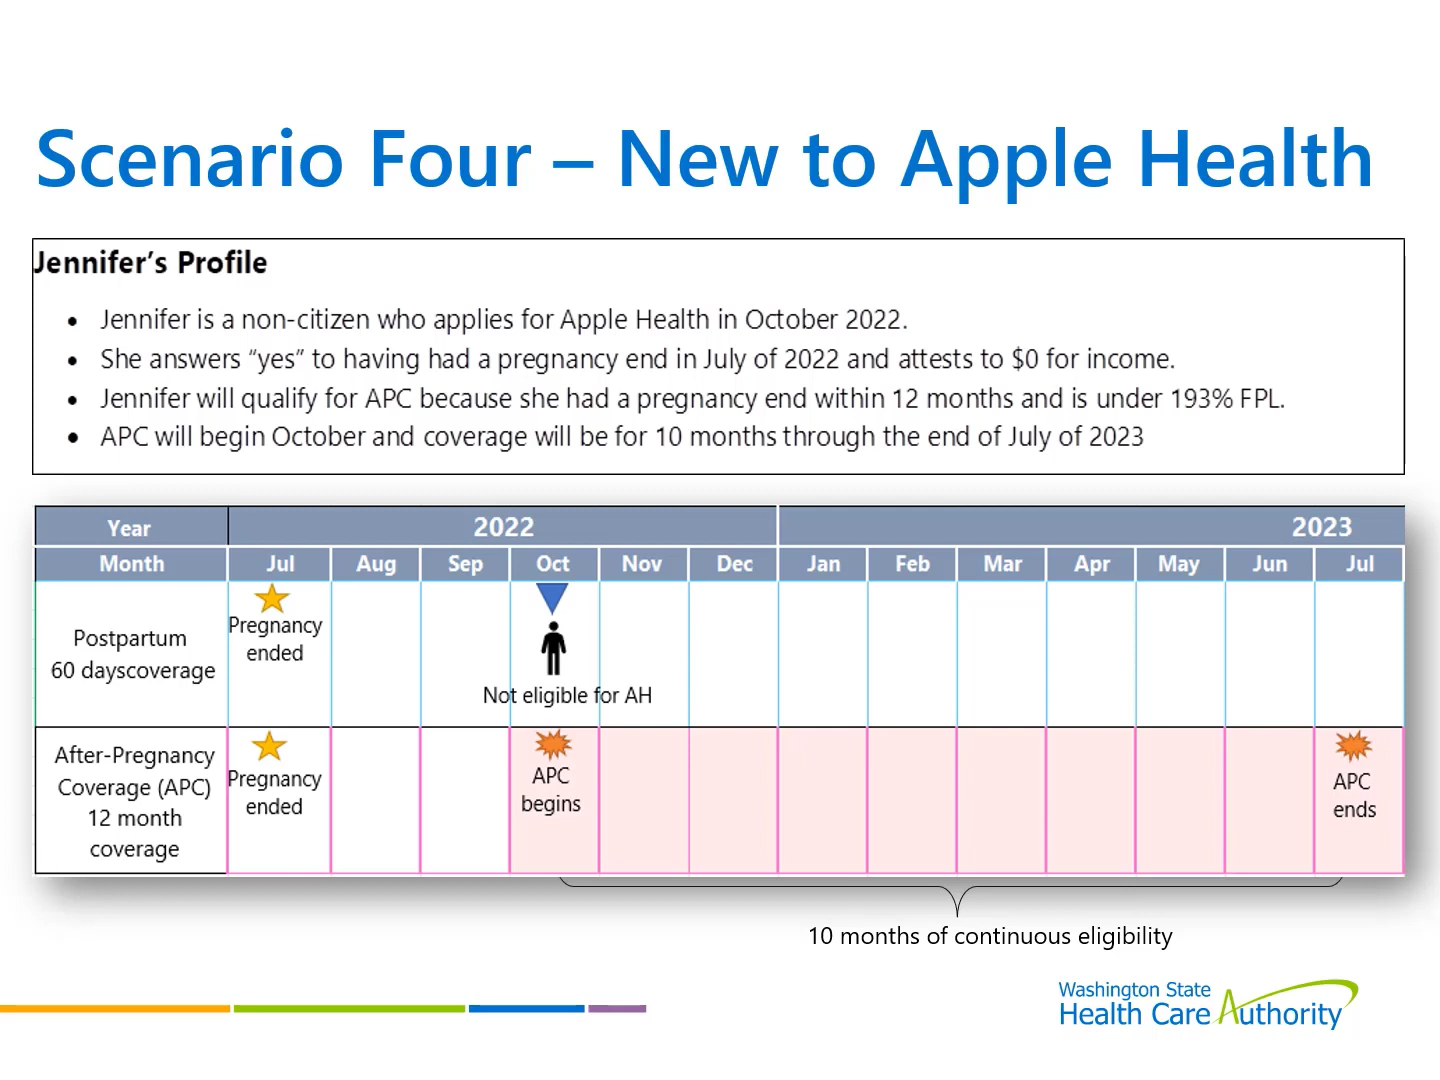 Scenario Four – New to Apple Health
Jennifer’s Profile
• Jennifer is a non-citizen who applies for Apple Health in October 2022.
• She answers “yes” to having had a pregnancy end in July of 2022 and attests to $0 for income.
• Jennifer will qualify for APC because she had a pregnancy end within 12 months and is under 193% FPL.
• APC will begin October and coverage will be for 10 months through the end of July of 2023
Year 2022 2023
Month Jul Aug Sep Oct Nov Dec Jan Feb Mar Apr May Jun Jul
Postpartum
60 dayscoverage
Pregnancy
ended
Not eligible for AH
After-Pregnancy
Coverage (APC)
12 month
coverage
Pregnancy
ended
APC
begins
APC
ends
10 months of continuous eligibility
Washington State
Health Care Authority